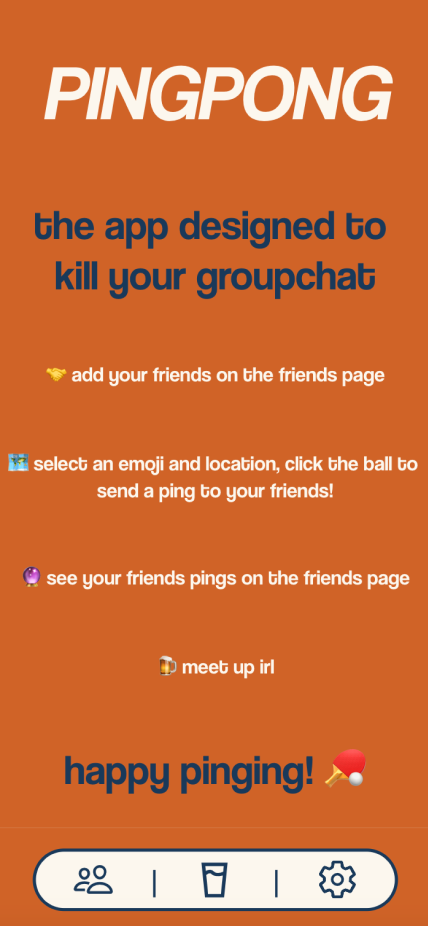 PINGPONG
the app designed to
kill your groupchat
🤝 add your friends on the friends page
🗺️ select an emoji and location, click the ball to
send a ping to your friends!
🔮 see your friends pings on the friends page
🍺 meet up irl
happy pinging! 🏓